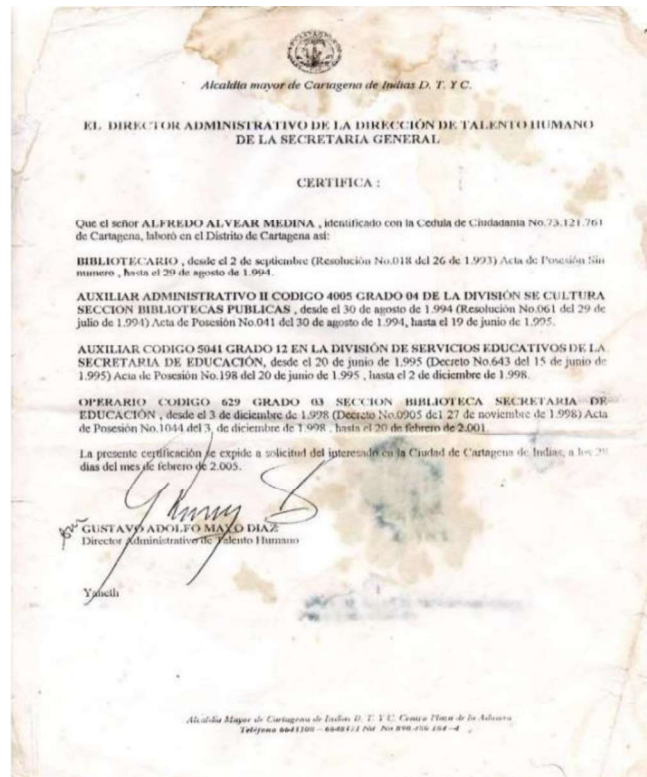 Alcaldía mayor de Cartagena de Indias D. T. Y C.
EL DIRECTOR ADMINISTRATIVO DE LA DIRECCIÓN DE TALENTO HUMANO
DE LA SECRETARIA GENERAL
CERTIFICA :
Que el señor ALFREDO ALVEAR MEDINA , identificado con la Cedula de Ciudadanía No.73.121.761
de Cartagena, laboró en el Distrito de Cartagena asi:
BIBLIOTECARIO , desde el 2 de septiembre (Resolución No.018 del 26 de 1.993) Acta de Posesión Sin
numero , hasta el 29 de agosto de 1.994.
AUXILIAR ADMINISTRATIVO II CODIGO 4005 GRADO 04 DE LA DIVISIÓN SE CULTURA
SECCION BIBLIOTECAS PUBLICAS , desde el 30 de agosto de 1.994 (Resolución No.061 del 29 de
julio de 1.994) Acta de Posesión No.041 del 30 de agosto de 1.994, hasta el 19 de junio de 1.995.
AUXILIAR CODIGO 5041 GRADO 12 EN LA DIVISIÓN DE SERVICIOS EDUCATIVOS DE LA
SECRETARIA DE EDUCACIÓN, desde el 20 de junio de 1.995 (Decreto No.643 del 15 de junio de
1.995) Acta de Posesión No.198 del 20 de junio de 1.995 , hasta el 2 de diciembre de 1.998.
OPERARIO CODIGO 629 GRADO 03 SECCION BIBLIOTECA SECRETARIA DE
EDUCACIÓN , desde el 3 de diciembre de 1.998 (Decreto No.0905 del 27 de noviembre de 1.998) Acta
de Posesión No.1044 del 3 de diciembre de 1.998 , hasta el 20 de febrero de 2.001.
La presente certificación se expide a solicitud del interesado en la Ciudad de Cartagena de Indias, a los
días del mes de febrero de 2.005.
GUSTAVO ADOLFO MAYO DIAZ
Director Administrativo de Talento Humano
Yaneth
Alcaldía Mayor de Cartagena de Indias D. T. Y C. Centro Plaza de la Aduana
Teléfono